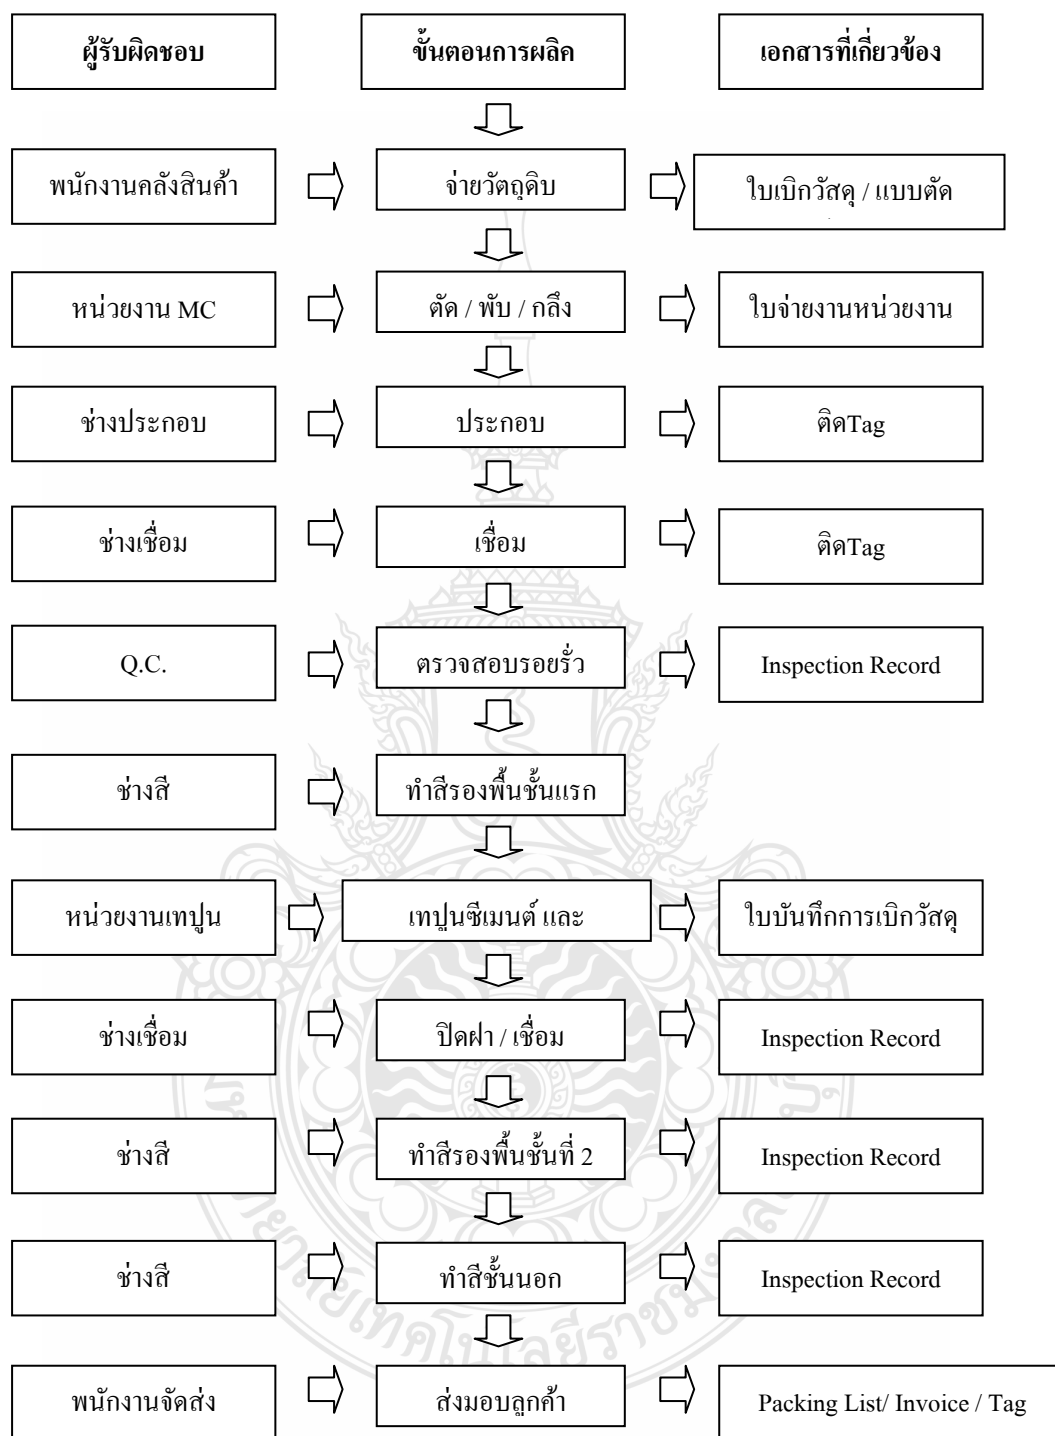 ผู้รับผิดชอบ
ขั้นตอนการผลิต
เอกสารที่เกี่ยวข้อง
พนักงานคลังสินค้า
จ่ายวัตถุดิบ
ใบเบิกวัสดุ / แบบตัด
หน่วยงาน MC
ตัด / พับ / กลึง
ใบจ่ายงานหน่วยงาน
ช่างประกอบ
ประกอบ
ติดTag
ช่างเชื่อม
เชื่อม
ติดTag
Q.C.
ตรวจสอบรอยรั่ว
Inspection Record
ช่างสี
ทำสีรองพื้นชั้นแรก
หน่วยงานเทปูน
เทปูนซีเมนต์ และ
ใบบันทึกการเบิกวัสดุ
ช่างเชื่อม
ปิดฝา / เชื่อม
Inspection Record
ช่างสี
ทำสีรองพื้นชั้นที่ 2
Inspection Record
ช่างสี
ทำสีชั้นนอก
Inspection Record
พนักงานจัดส่ง
ส่งมอบลูกค้า
Packing List/ Invoice / Tag